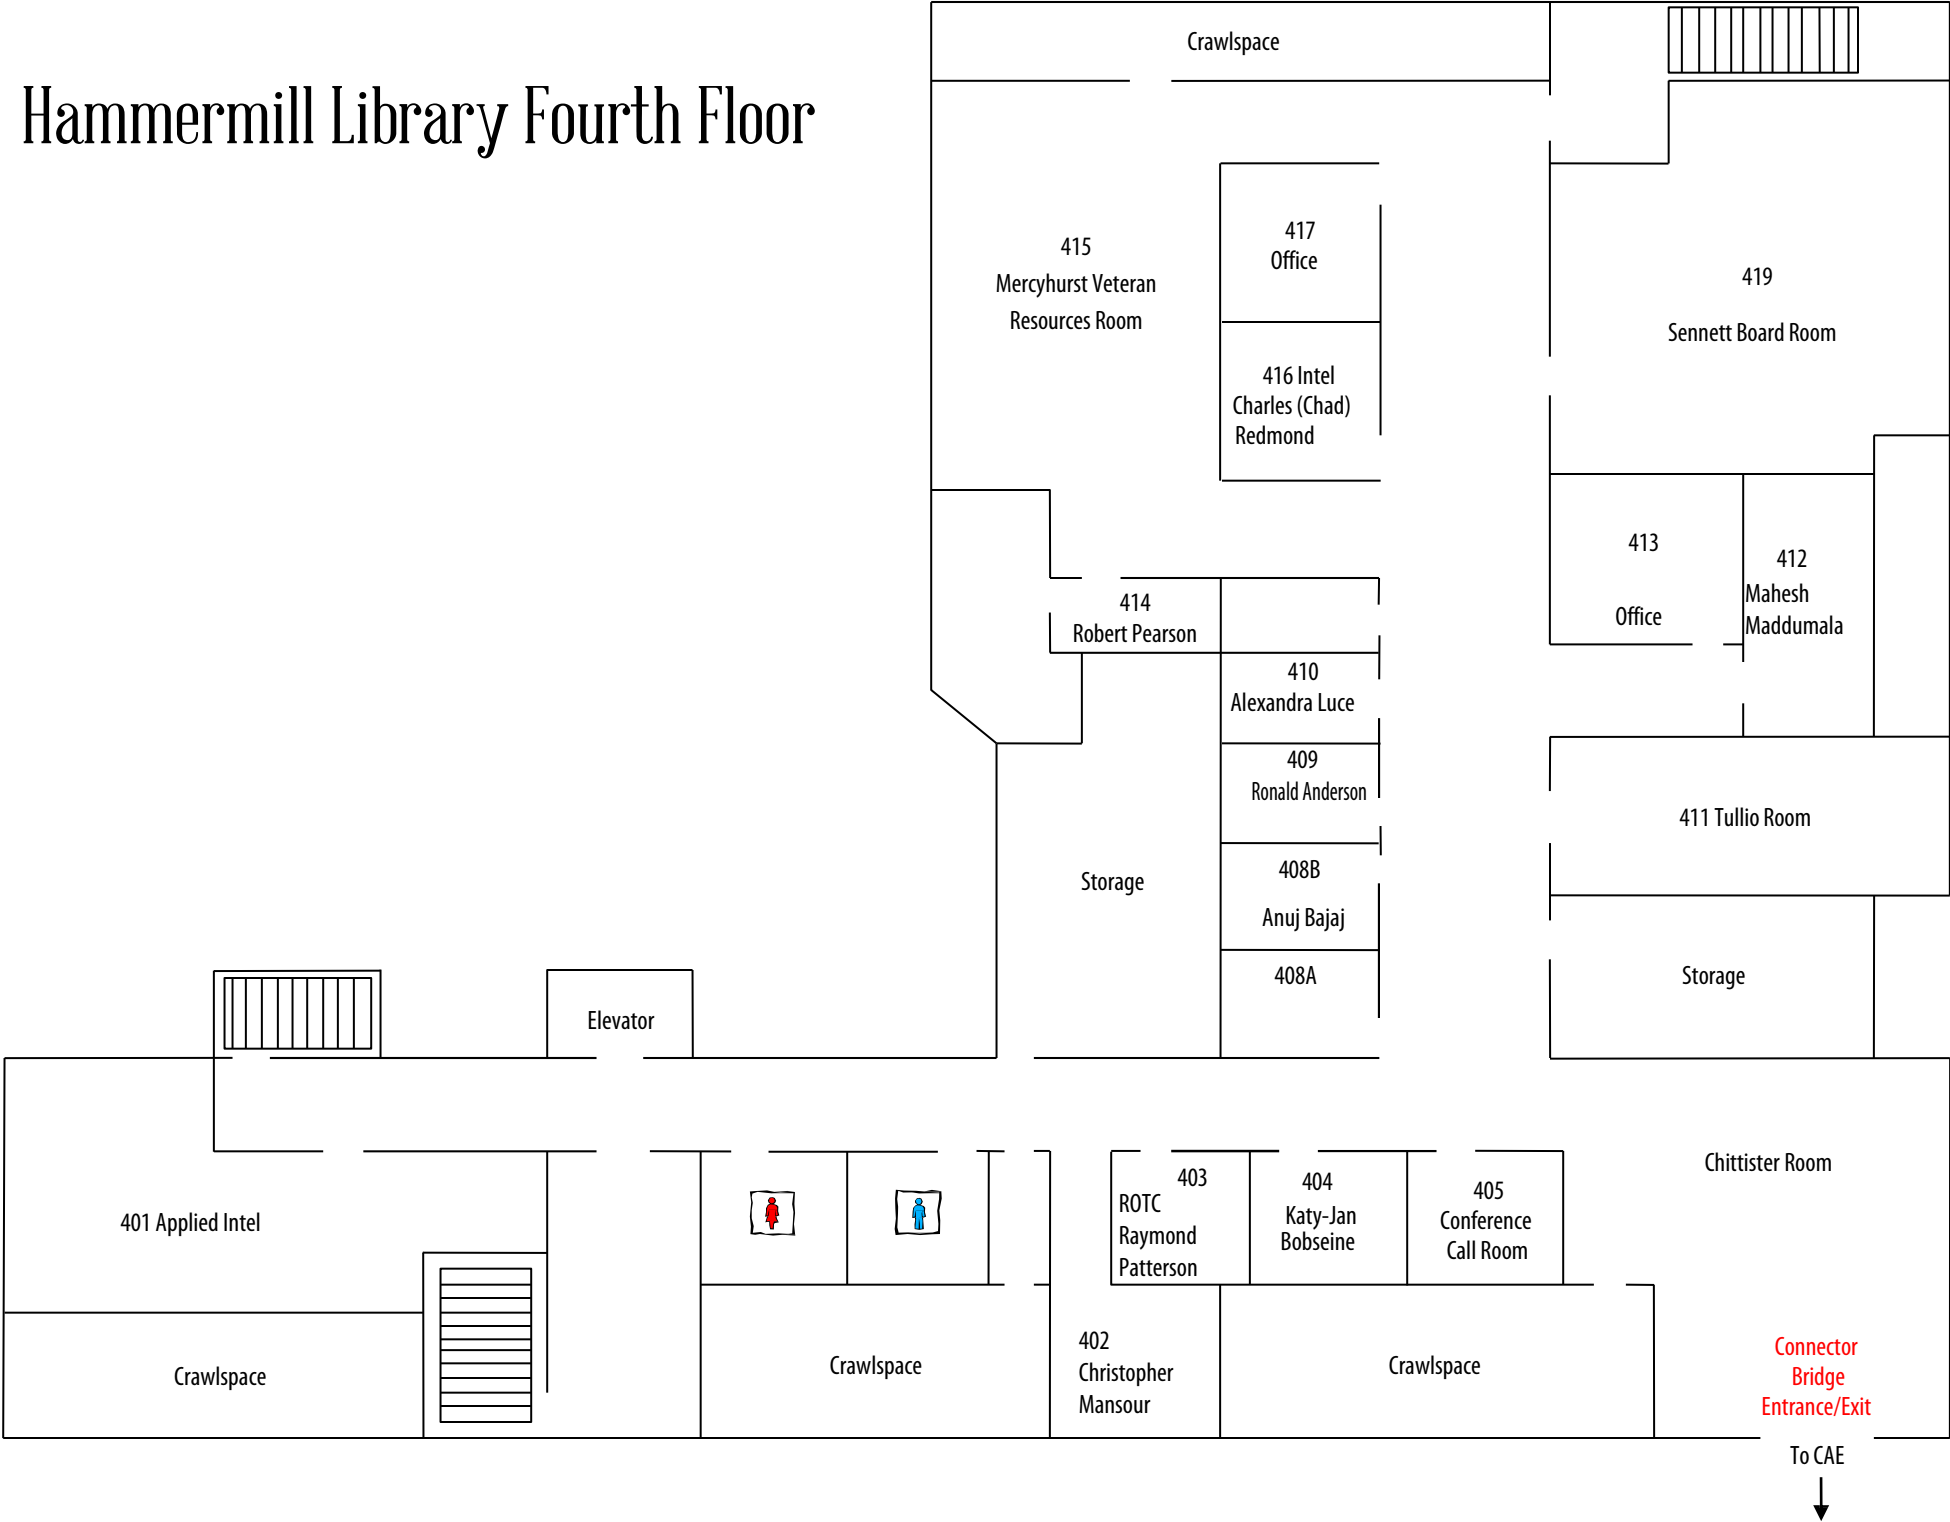 Hammermill Library Fourth Floor
Crawlspace
415
Mercyhurst Veteran
Resources Room
417
Office
416 Intel
Charles (Chad)
Redmond
419
Sennett Board Room
413
Office
412
Mahesh
Maddumala
414
Robert Pearson
410
Alexandra Luce
409
Ronald Anderson
408B
Anuj Bajaj
408A
Storage
411 Tullio Room
Storage
Elevator
Chittister Room
401 Applied Intel
403
ROTC
Raymond
Patterson
404
Katy-Jan
Bobseine
405
Conference
Call Room
Crawlspace
Crawlspace
402
Christopher
Mansour
Crawlspace
Connector
Bridge
Entrance/Exit
To CAE